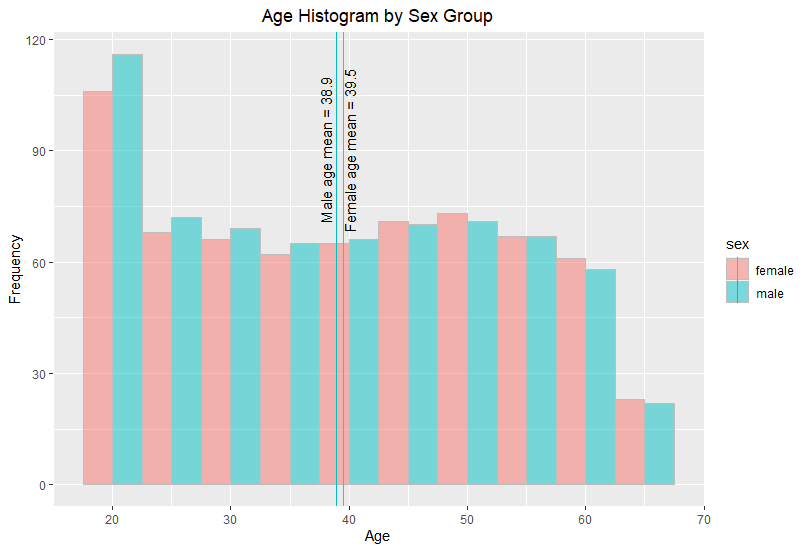 Age Histogram by Sex Group
120
90
60
30
0
Frequency
Male age mean = 38.9
Female age mean = 39.5
20
30
40
50
60
70
Age
sex
female
male